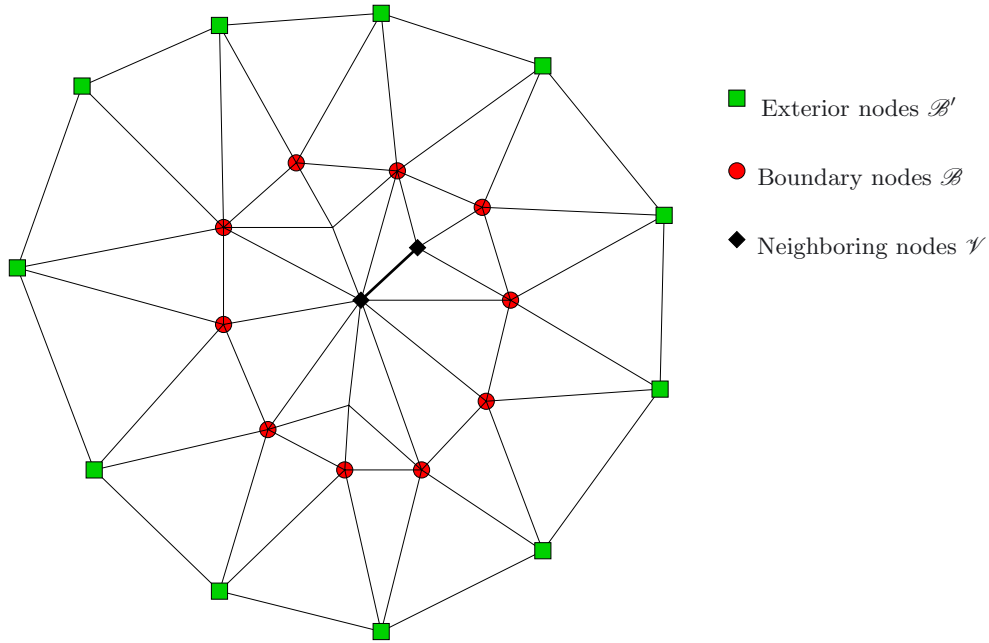 Exterior nodes ℬ′
Boundary nodes ℬ
Neighboring nodes 𝒱